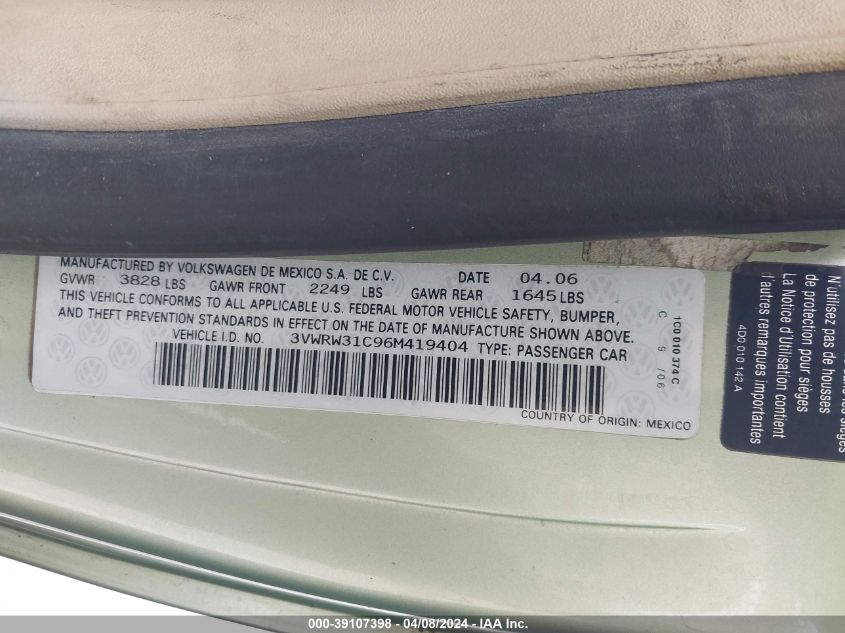 MANUFACTURED BY VOLKSWAGEN DE MEXICO S.A. DE C.V. DATE 04.06
GVWR 3828 LBS GAWR FRONT 2249 LBS GAWR REAR 1645 LBS
THIS VEHICLE CONFORMS TO ALL APPLICABLE U.S. FEDERAL MOTOR VEHICLE SAFETY, BUMPER,
AND THEFT PREVENTION STANDARDS IN EFFECT ON THE DATE OF MANUFACTURE SHOWN ABOVE.
VEHICLE I.D. NO. 3VWRW31C96M419404 TYPE: PASSENGER CAR
COUNTRY OF ORIGIN: MEXICO
1C0 010 374 C
C 9 /06
4D0 010 142 A
N'utilisez pas de housses
de protection pour sièges
La Notice d'Utilisation contient
d'autres remarques importantes
000-39107398 - 04/08/2024 - IAA Inc.